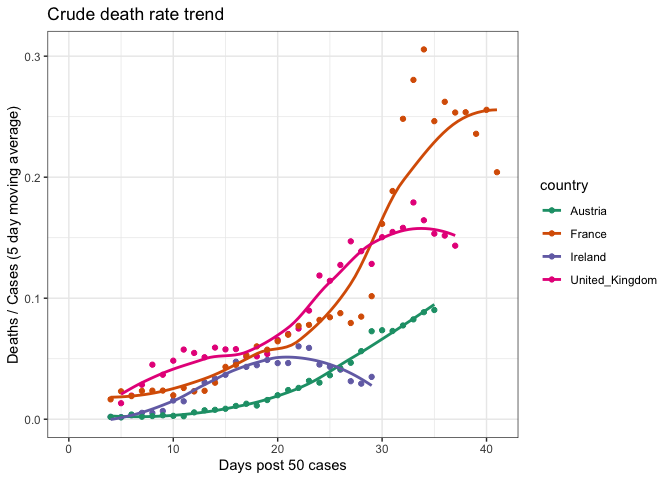 Crude death rate trend
Deaths / Cases (5 day moving average)
0.3
0.2
0.1
0.0
0
10
20
30
40
Days post 50 cases
country
Austria
France
Ireland
United_Kingdom